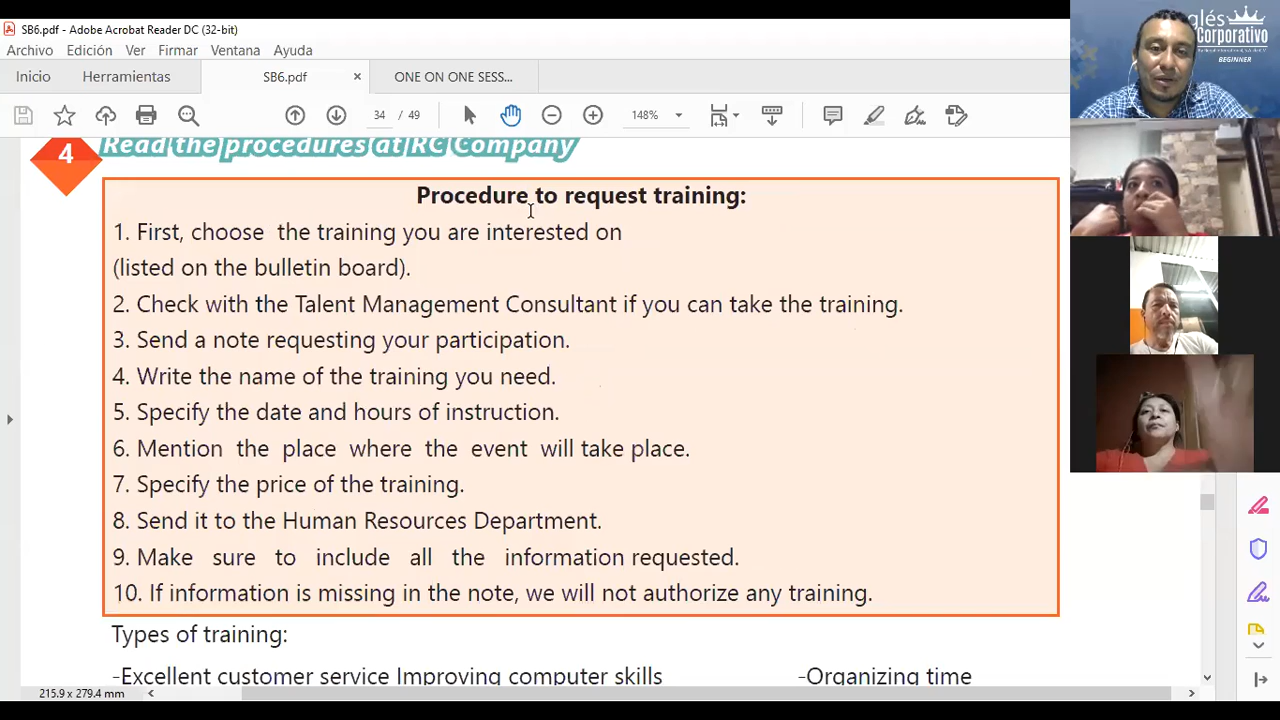 SB6.pdf - Adobe Acrobat Reader DC (32-bit)
Archivo Edición Ver Firmar Ventana Ayuda
Inicio Herramientas SB6.pdf × ONE ON ONE SESS...
34 / 49 148%
glés
Corporativo
BEGINNER
4 Read the procedures at RC Company
Procedure to request training:
1. First, choose the training you are interested on
(listed on the bulletin board).
2. Check with the Talent Management Consultant if you can take the training.
3. Send a note requesting your participation.
4. Write the name of the training you need.
5. Specify the date and hours of instruction.
6. Mention the place where the event will take place.
7. Specify the price of the training.
8. Send it to the Human Resources Department.
9. Make sure to include all the information requested.
10. If information is missing in the note, we will not authorize any training.
Types of training:
-Excellent customer service Improving computer skills -Organizing time
215.9 x 279.4 mm